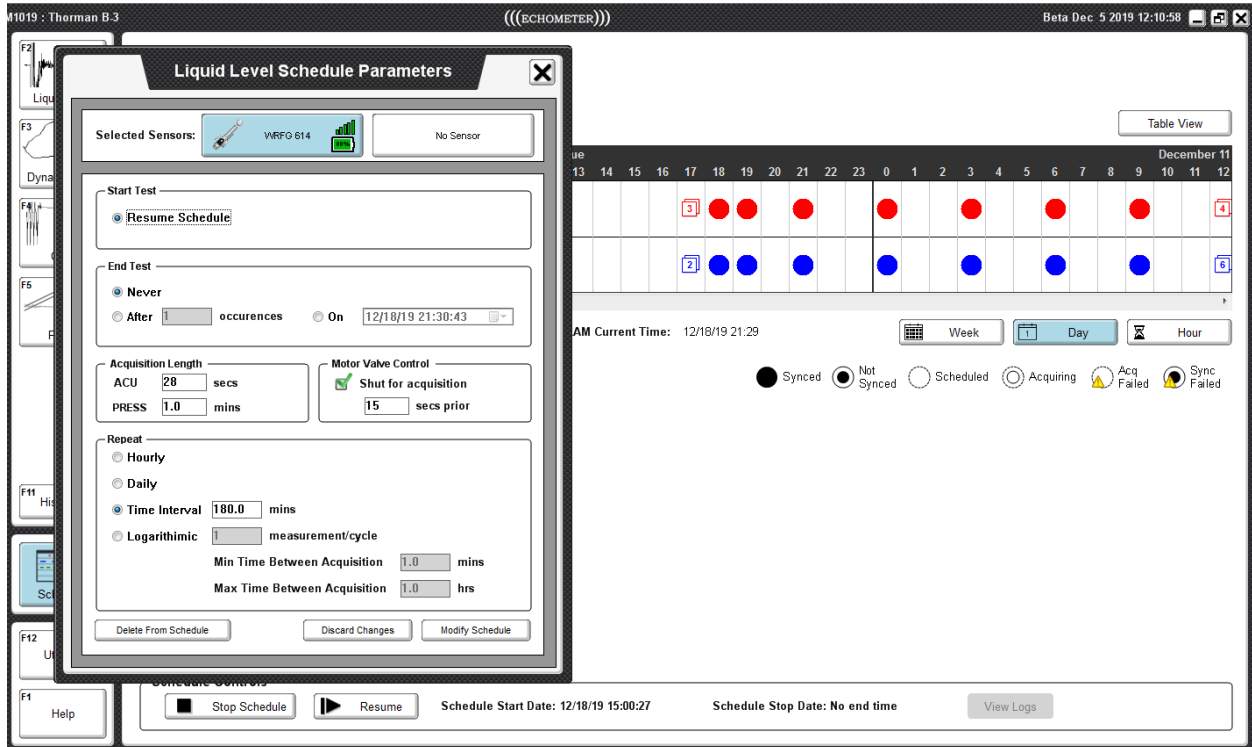 M1019 : Thorman B-3
(((ECHOMETER)))
Beta Dec 5 2019 12:10:58
F2
Liqu
F3
Dyna
F4
F5
F11
His
Sch
F12
Ut
F1
Help
Liquid Level Schedule Parameters
Selected Sensors:
WRFG 614
No Sensor
Start Test
Resume Schedule
End Test
Never
After 1 occurences
On 12/18/19 21:30:43
Acquisition Length
ACU 28 secs
PRESS 1.0 mins
Motor Valve Control
Shut for acquisition
15 secs prior
Repeat
Hourly
Daily
Time Interval 180.0 mins
Logarithimic 1 measurement/cycle
Min Time Between Acquisition 1.0 mins
Max Time Between Acquisition 1.0 hrs
Delete From Schedule
Discard Changes
Modify Schedule
Table View
ue
December 11
13 14 15 16 17 18 19 20 21 22 23 0 1 2 3 4 5 6 7 8 9 10 11 12
3
4
2
6
AM Current Time: 12/18/19 21:29
Week
1
Day
Hour
Synced
Not Synced
Scheduled
Acquiring
Acq Failed
Sync Failed
Schedule Controls
Stop Schedule
Resume
Schedule Start Date: 12/18/19 15:00:27
Schedule Stop Date: No end time
View Logs